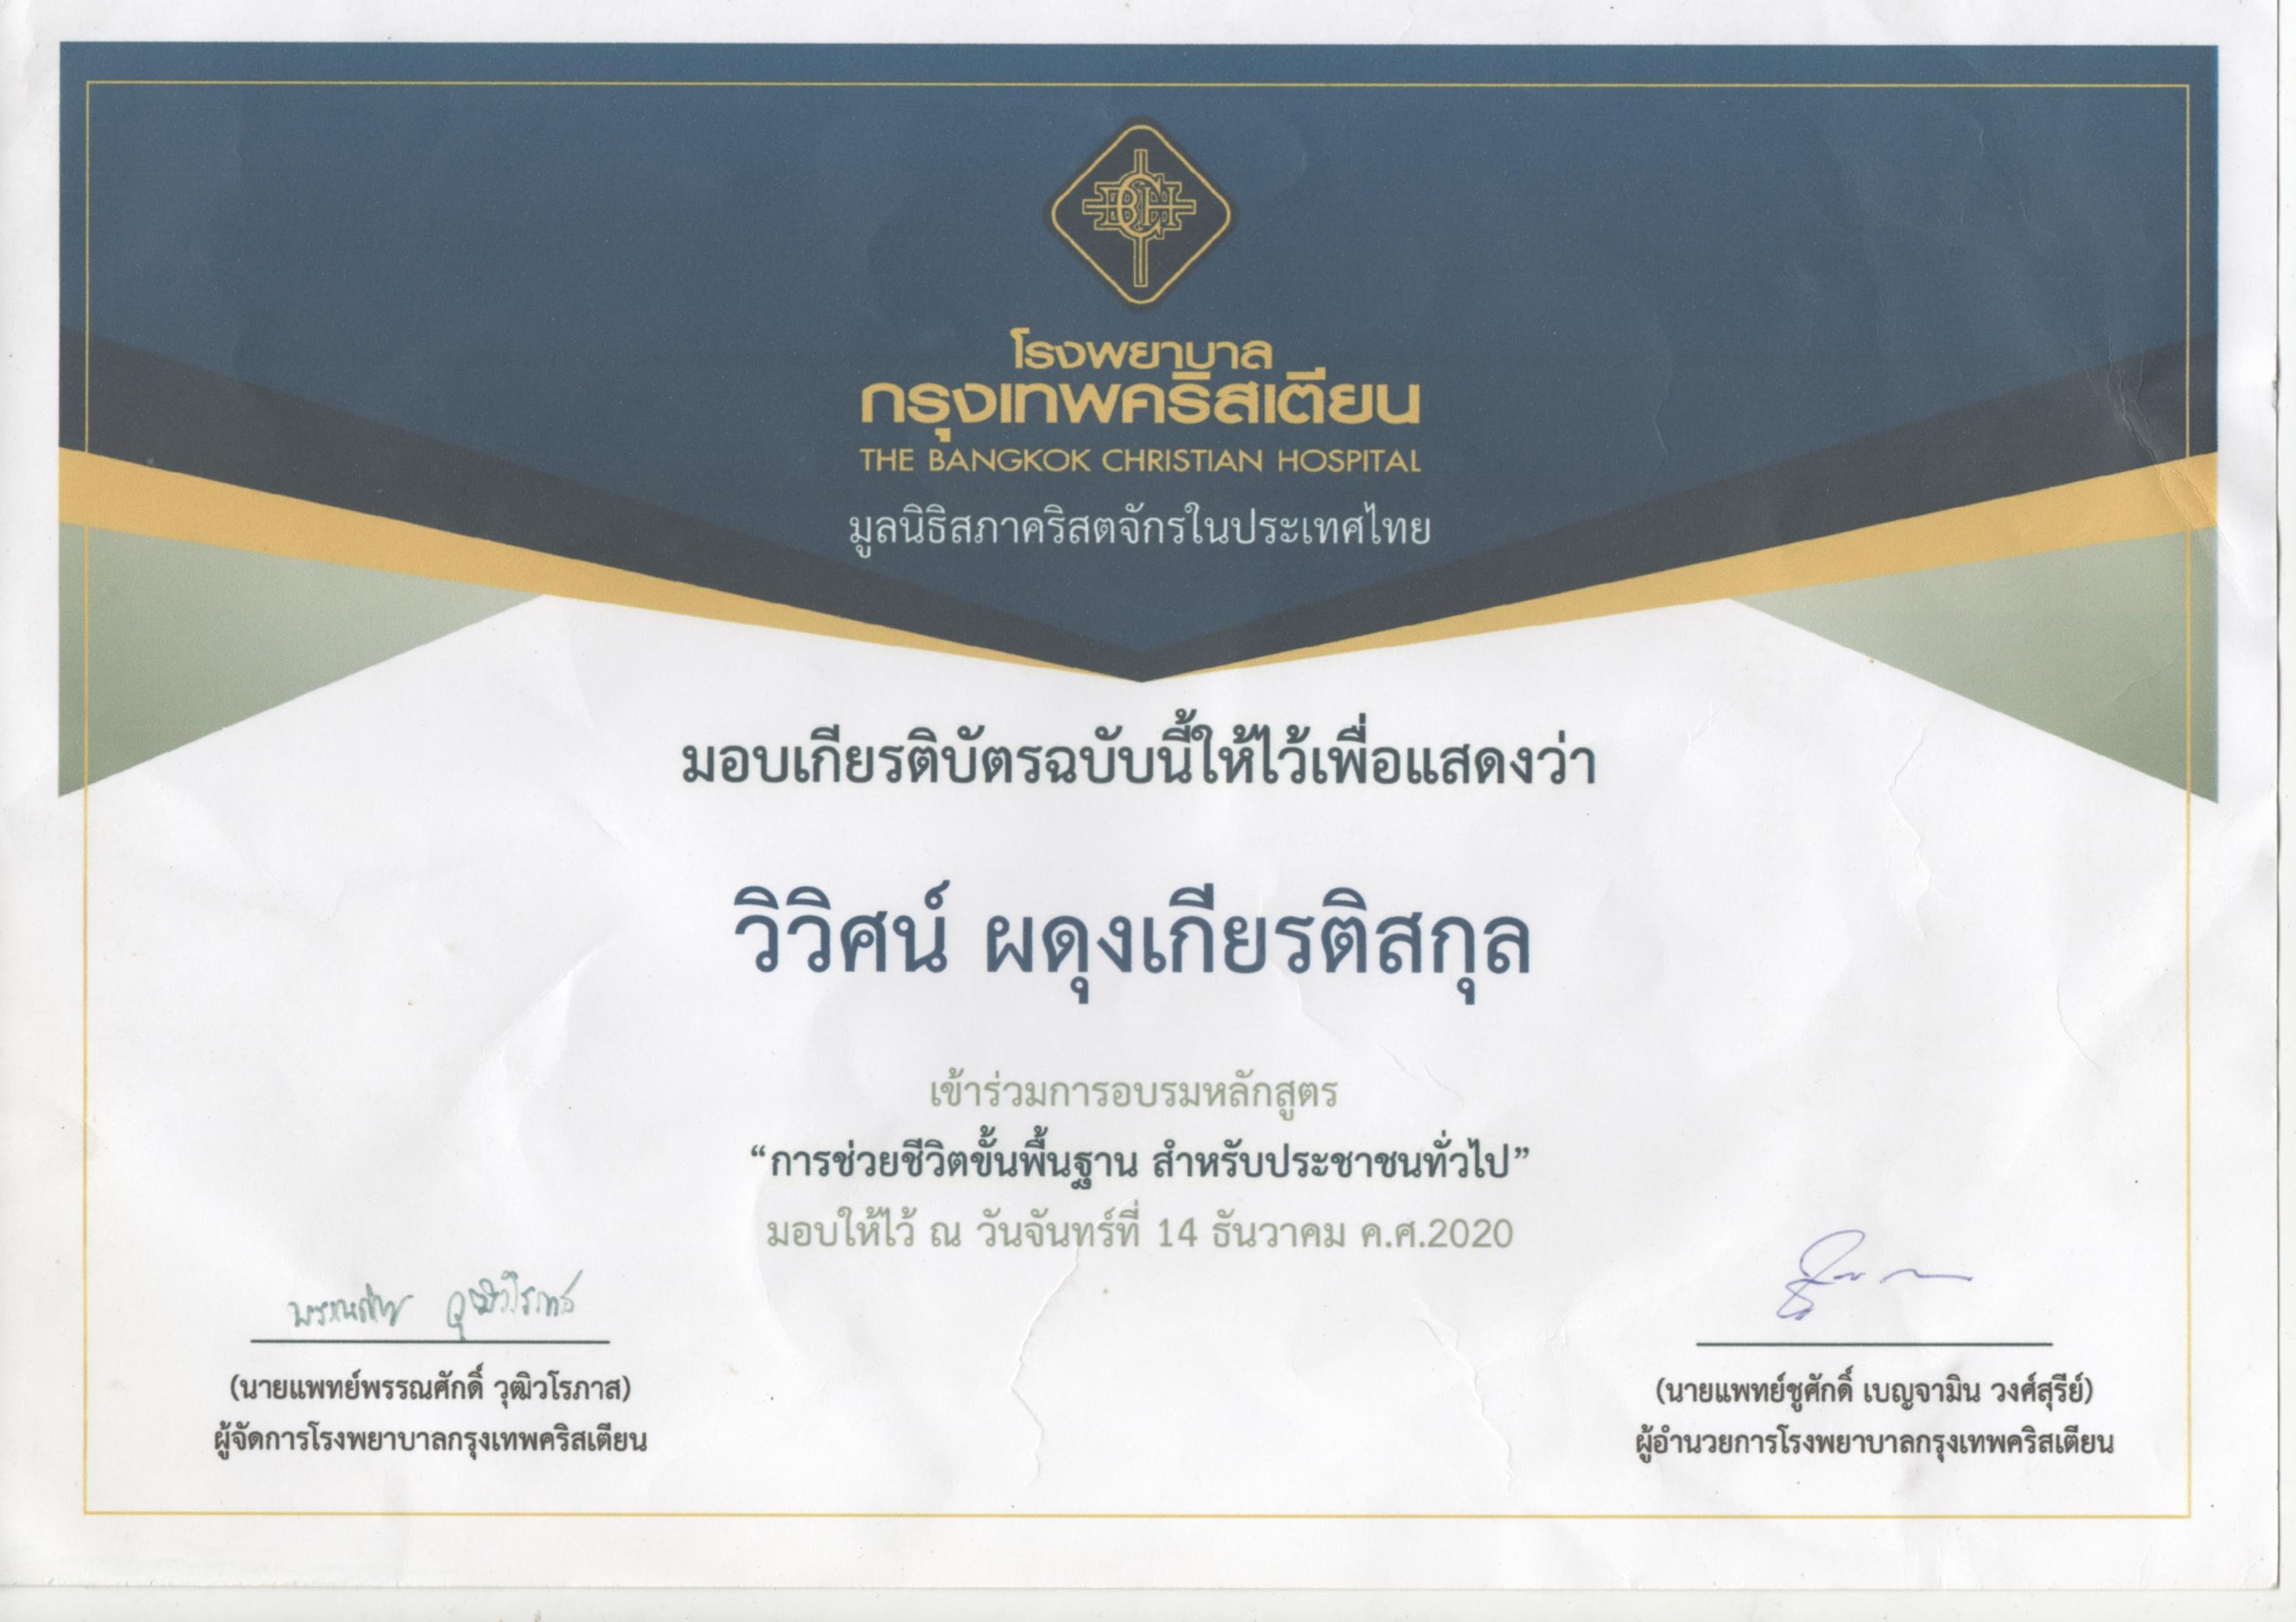 BCH
โรงพยาบาล
กรุงเทพคริสเตียน
THE BANGKOK CHRISTIAN HOSPITAL
มูลนิธิสภาคริสตจักรในประเทศไทย
มอบเกียรติบัตรฉบับนี้ให้ไว้เพื่อแสดงว่า
วิวิศน์ ผดุงเกียรติสกุล
เข้าร่วมการอบรมหลักสูตร
“การช่วยชีวิตขั้นพื้นฐาน สำหรับประชาชนทั่วไป”
มอบให้ไว้ ณ วันจันทร์ที่ 14 ธันวาคม ค.ศ.2020
พรรณศักดิ์ วุฒิวโรภาส
(นายแพทย์พรรณศักดิ์ วุฒิวโรภาส)
ผู้จัดการโรงพยาบาลกรุงเทพคริสเตียน
(นายแพทย์ชูศักดิ์ เบญจามิน วงศ์สุรีย์)
ผู้อำนวยการโรงพยาบาลกรุงเทพคริสเตียน